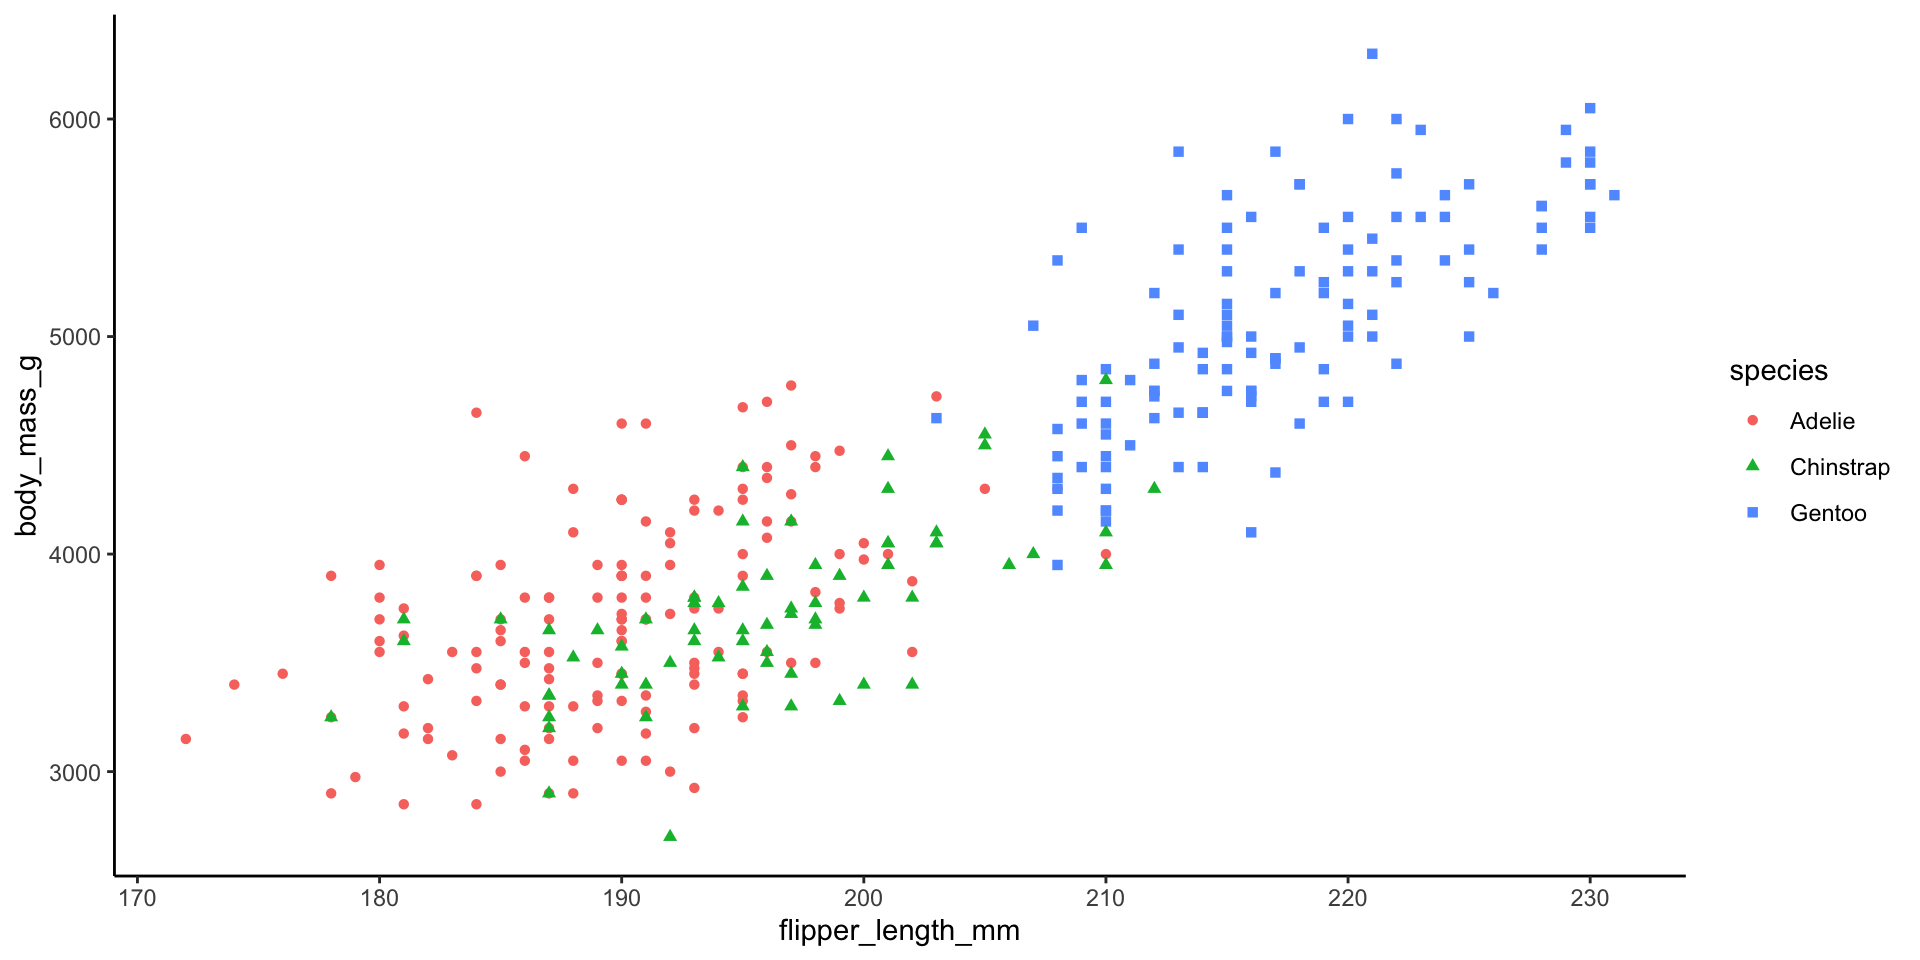 6000
5000
4000
3000
body_mass_g
170 180 190 200 210 220 230
flipper_length_mm
species
Adelie
Chinstrap
Gentoo